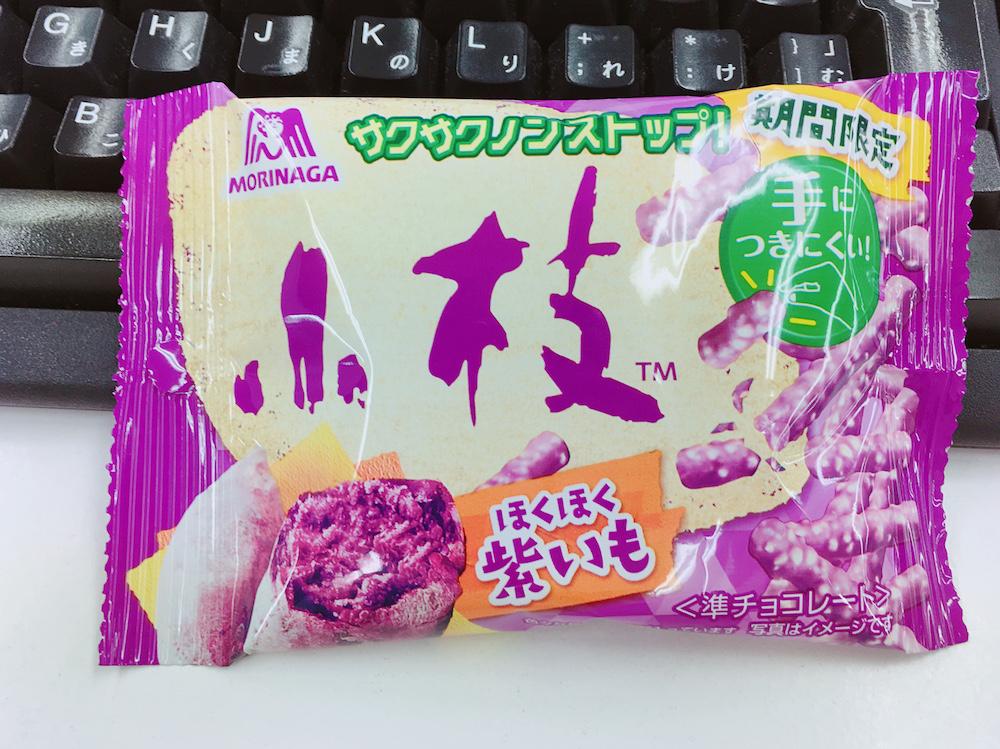 G き
H く
J ま
K の
L り
+ ; れ
* : け
} 」 ] む
B こ
MORINAGA
サクサクノンストップ!
期間限定
手に
つきにくい!
小枝
TM
ほくほく
紫いも
<準チョコレート>
写真はイメージです